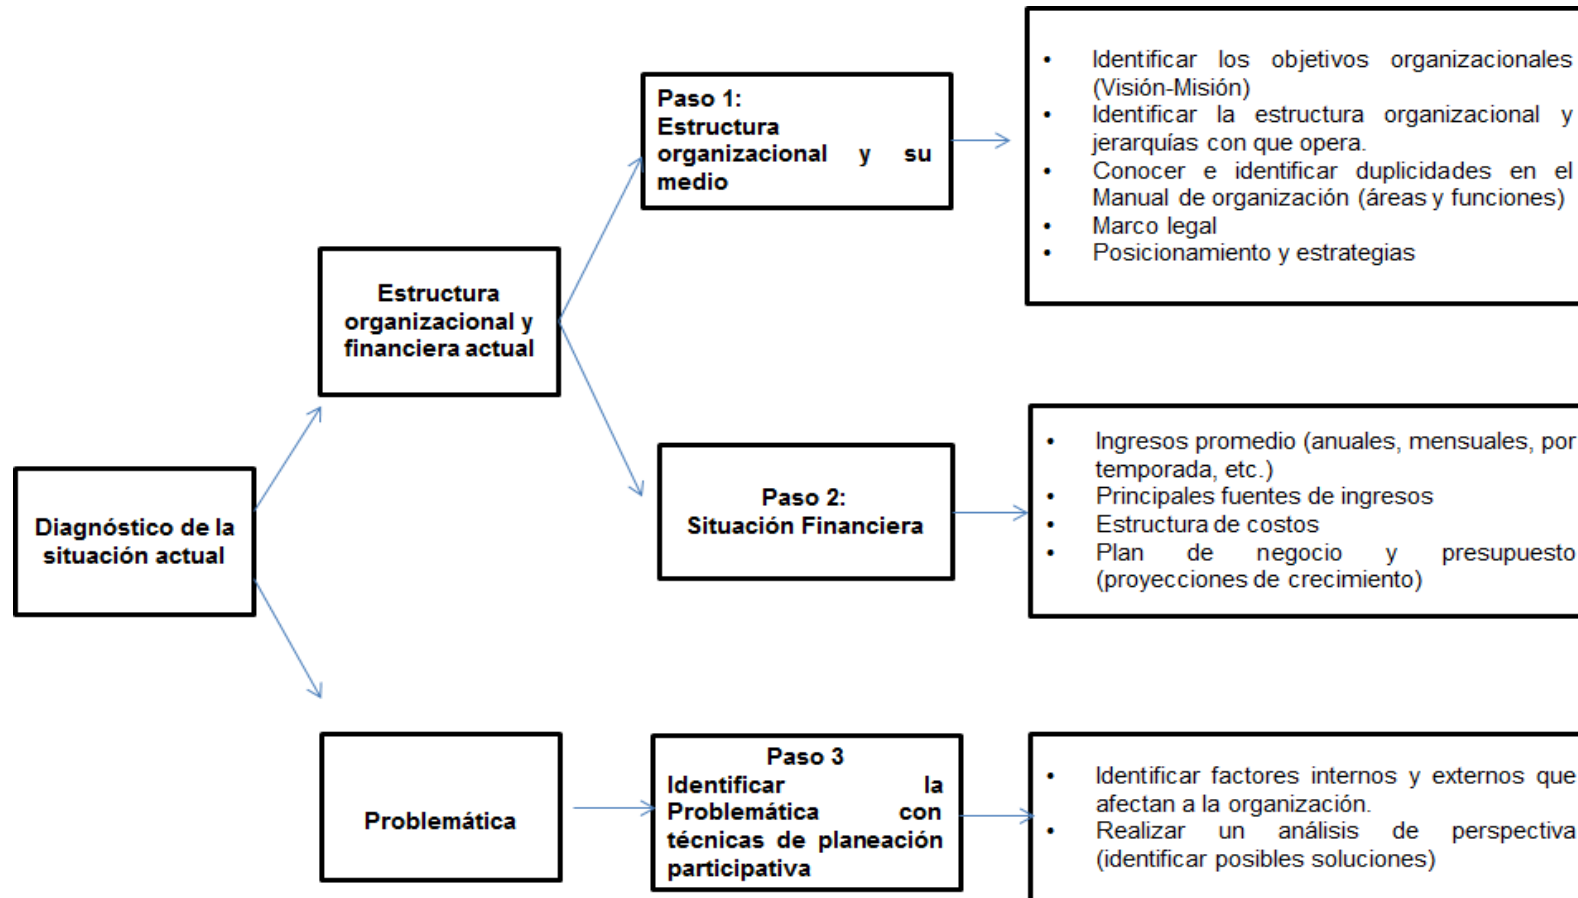 Diagnóstico de la
situación actual
Estructura
organizacional y
financiera actual
Paso 1:
Estructura
organizacional y su
medio
• Identificar los objetivos organizacionales
(Visión-Misión)
• Identificar la estructura organizacional y
jerarquías con que opera.
• Conocer e identificar duplicidades en el
Manual de organización (áreas y funciones)
• Marco legal
• Posicionamiento y estrategias
Paso 2:
Situación Financiera
• Ingresos promedio (anuales, mensuales, por
temporada, etc.)
• Principales fuentes de ingresos
• Estructura de costos
• Plan de negocio y presupuesto
(proyecciones de crecimiento)
Problemática
Paso 3
Identificar la
Problemática con
técnicas de planeación
participativa
• Identificar factores internos y externos que
afectan a la organización.
• Realizar un análisis de perspectiva
(identificar posibles soluciones)